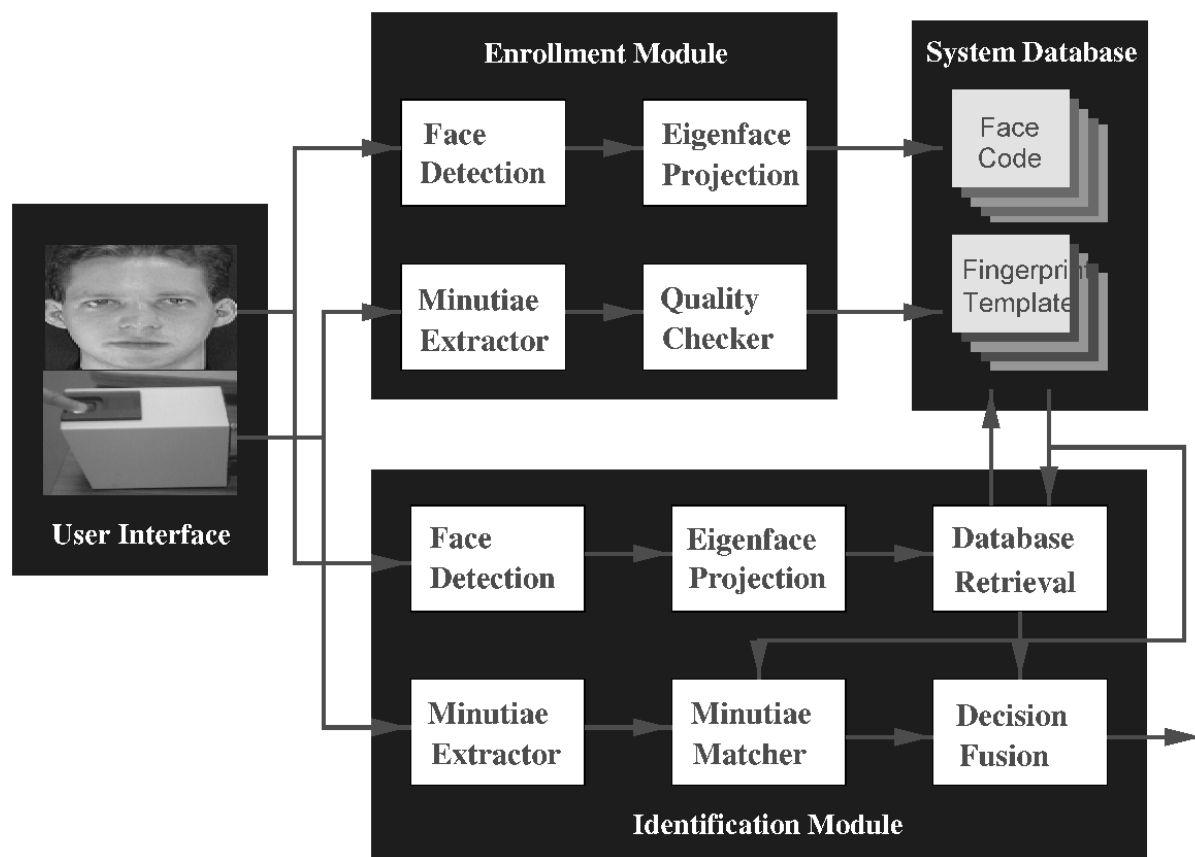 Enrollment Module
System Database
Face
Detection
Eigenface
Projection
Face
Code
Minutiae
Extractor
Quality
Checker
Fingerprint
Template
User Interface
Face
Detection
Eigenface
Projection
Database
Retrieval
Minutiae
Extractor
Minutiae
Matcher
Decision
Fusion
Identification Module